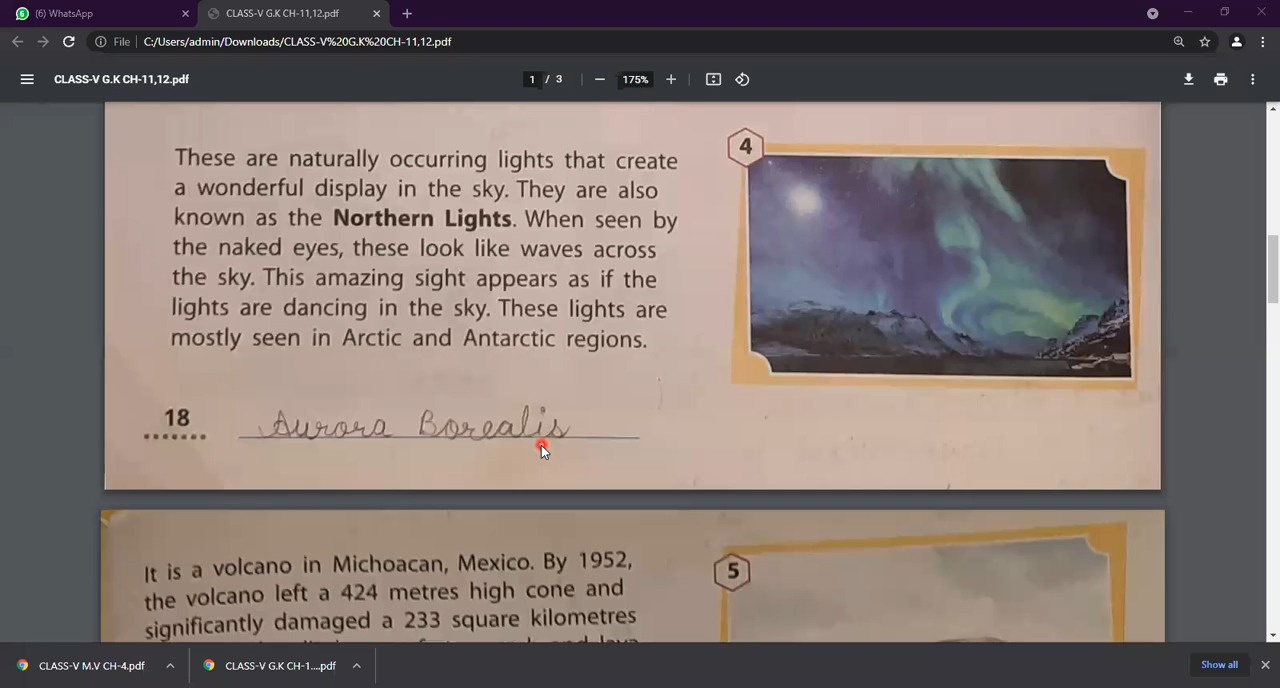 (6) WhatsApp
CLASS-V G.K CH-11,12.pdf
File
C:/Users/admin/Downloads/CLASS-V%20G.K%20CH-11,12.pdf
CLASS-V G.K CH-11,12.pdf
1 / 3
175%
These are naturally occurring lights that create
a wonderful display in the sky. They are also
known as the Northern Lights. When seen by
the naked eyes, these look like waves across
the sky. This amazing sight appears as if the
lights are dancing in the sky. These lights are
mostly seen in Arctic and Antarctic regions.
4
18
Aurora Borealis
It is a volcano in Michoacan, Mexico. By 1952,
the volcano left a 424 metres high cone and
significantly damaged a 233 square kilometres
5
CLASS-V M.V CH-4.pdf
CLASS-V G.K CH-1....pdf
Show all